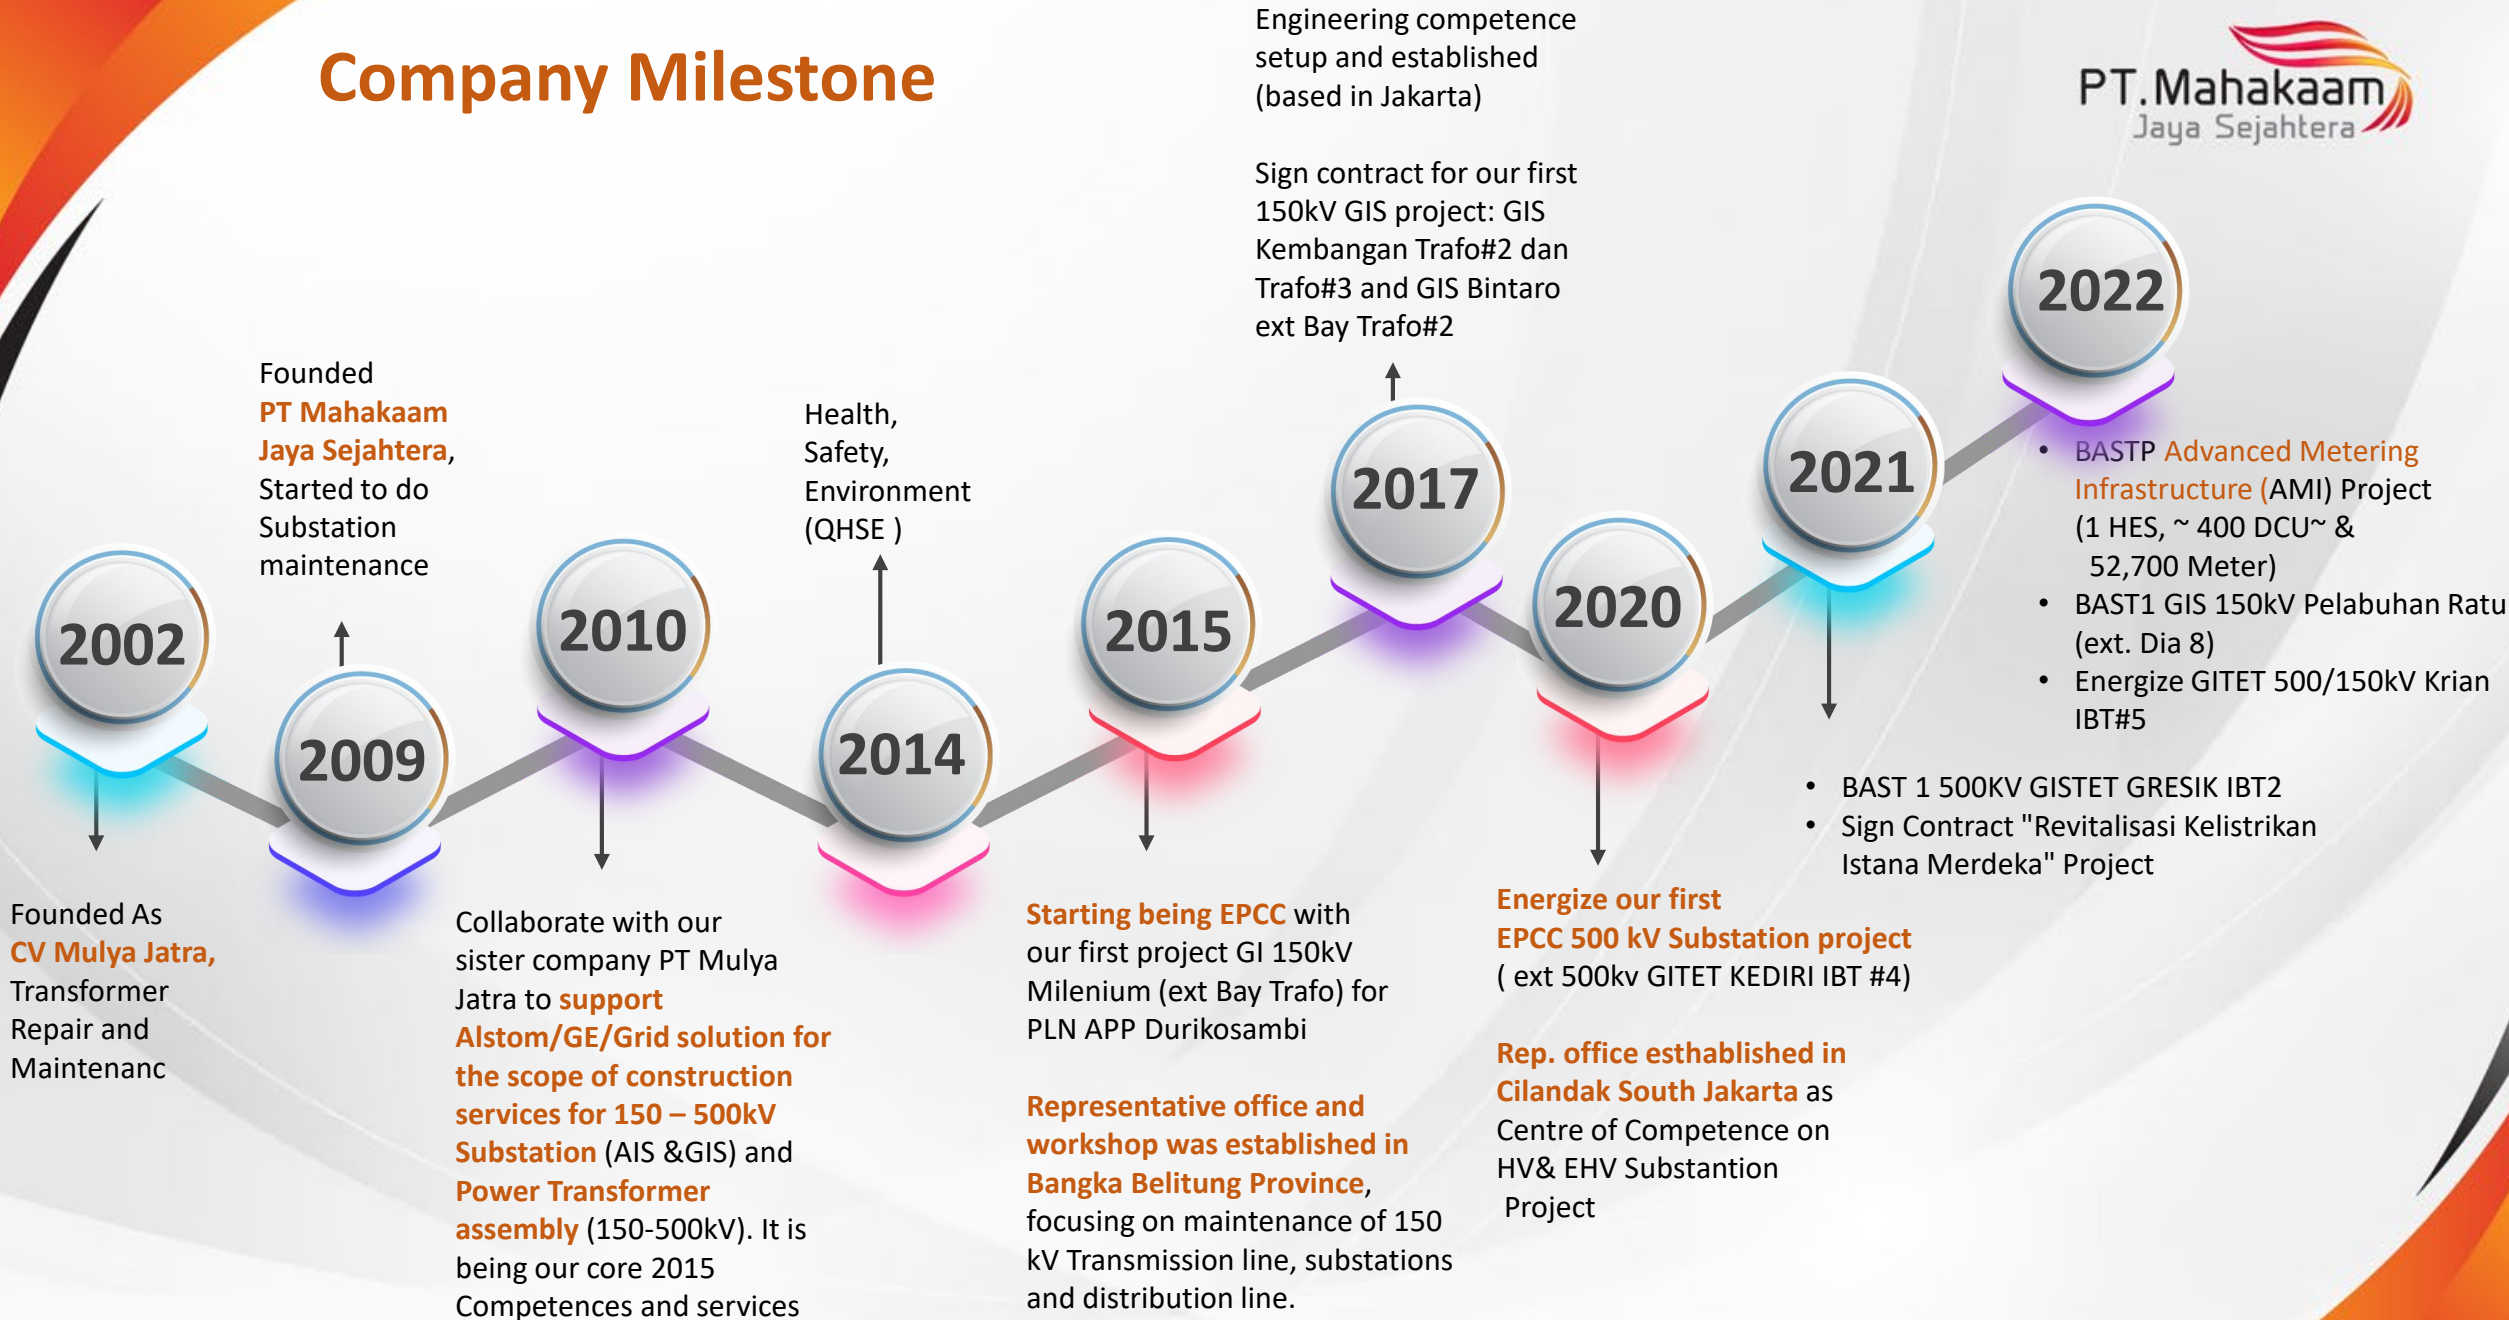 Company Milestone
PT.Mahakaam
Jaya Sejahtera
2002
Founded As
CV Mulya Jatra,
Transformer
Repair and
Maintenanc
2009
Founded
PT Mahakaam
Jaya Sejahtera,
Started to do
Substation
maintenance
2010
Collaborate with our
sister company PT Mulya
Jatra to support
Alstom/GE/Grid solution for
the scope of construction
services for 150 – 500kV
Substation (AIS &GIS) and
Power Transformer
assembly (150-500kV). It is
being our core 2015
Competences and services
2014
Health,
Safety,
Environment
(QHSE )
2015
Starting being EPCC with
our first project GI 150kV
Milenium (ext Bay Trafo) for
PLN APP Durikosambi
Representative office and
workshop was established in
Bangka Belitung Province,
focusing on maintenance of 150
kV Transmission line, substations
and distribution line.
2017
Engineering competence
setup and established
(based in Jakarta)
Sign contract for our first
150kV GIS project: GIS
Kembangan Trafo#2 dan
Trafo#3 and GIS Bintaro
ext Bay Trafo#2
2020
Energize our first
EPCC 500 kV Substation project
( ext 500kv GITET KEDIRI IBT #4)
Rep. office esthablished in
Cilandak South Jakarta as
Centre of Competence on
HV& EHV Substantion
Project
2021
• BAST 1 500KV GISTET GRESIK IBT2
• Sign Contract "Revitalisasi Kelistrikan
Istana Merdeka" Project
2022
• BASTP Advanced Metering
Infrastructure (AMI) Project
(1 HES, ~ 400 DCU~ &
52,700 Meter)
• BAST1 GIS 150kV Pelabuhan Ratu
(ext. Dia 8)
• Energize GITET 500/150kV Krian
IBT#5